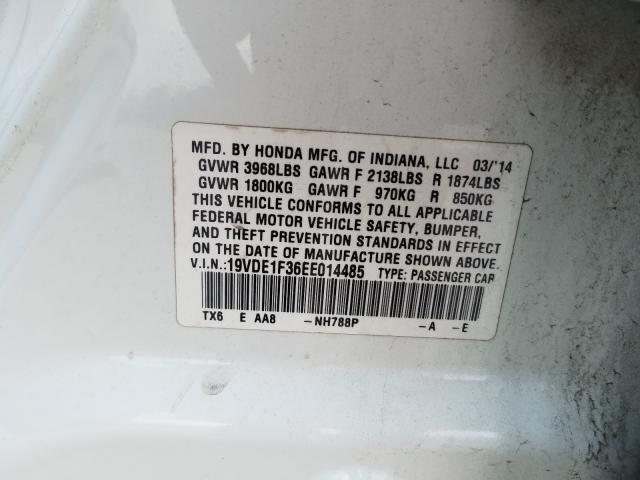 MFD. BY HONDA MFG. OF INDIANA, LLC 03/'14
GVWR 3968LBS GAWR F 2138LBS R 1874LBS
GVWR 1800KG GAWR F 970KG R 850KG
THIS VEHICLE CONFORMS TO ALL APPLICABLE
FEDERAL MOTOR VEHICLE SAFETY, BUMPER,
AND THEFT PREVENTION STANDARDS IN EFFECT
ON THE DATE OF MANUFACTURE SHOWN ABOVE.
V.I.N.:19VDE1F36EE014485 TYPE: PASSENGER CAR
TX6 E AA8 -NH788P -A -E